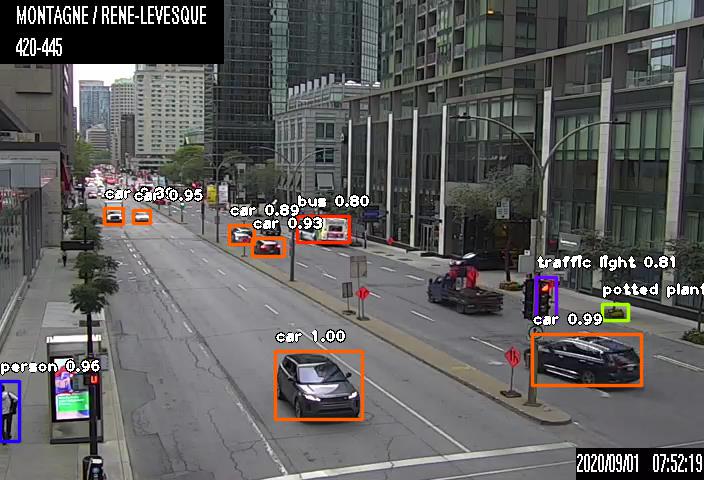 MONTAGNE / RENE-LEVESQUE
420-445
car 0.95
car 0.89
bus 0.80
car 0.93
traffic light 0.81
potted plant
car 0.99
car 1.00
person 0.96
2020/09/01 07:52:19